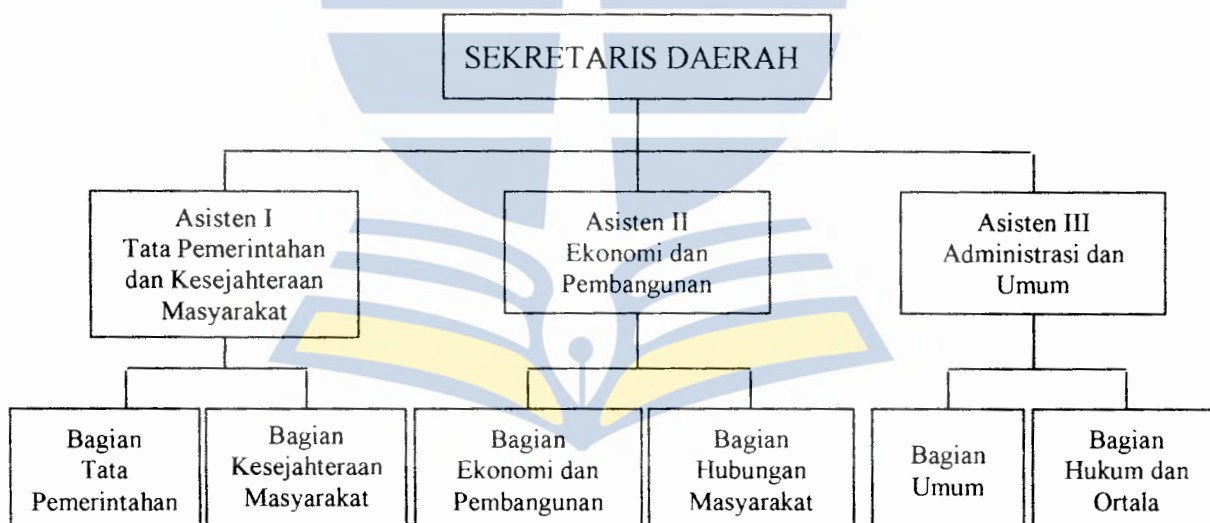 SEKRETARIS DAERAH
Asisten I
Tata Pemerintahan
dan Kesejahteraan
Masyarakat
Asisten II
Ekonomi dan
Pembangunan
Asisten III
Administrasi dan
Umum
Bagian
Tata
Pemerintahan
Bagian
Kesejahteraan
Masyarakat
Bagian
Ekonomi dan
Pembangunan
Bagian
Hubungan
Masyarakat
Bagian
Umum
Bagian
Hukum dan
Ortala